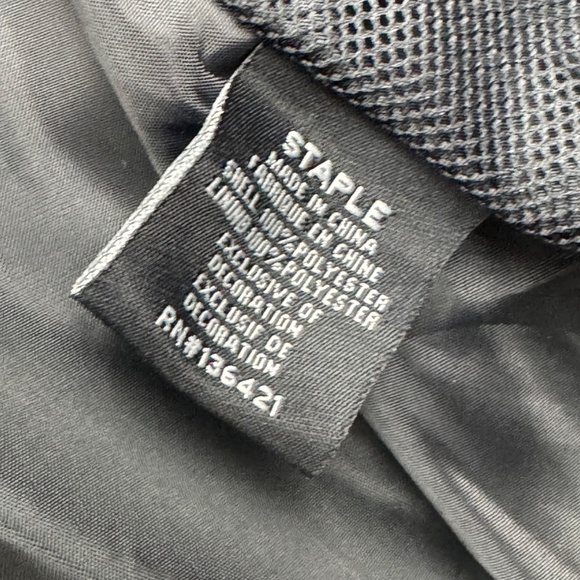 STAPLE
MADE IN CHINA
FABRIQUE EN CHINE
SHELL 100% POLYESTER
LINING 100% POLYESTER
EXCLUSIVE OF
DECORATION
EXCLUSIF DE
DECORATION
RN#136421